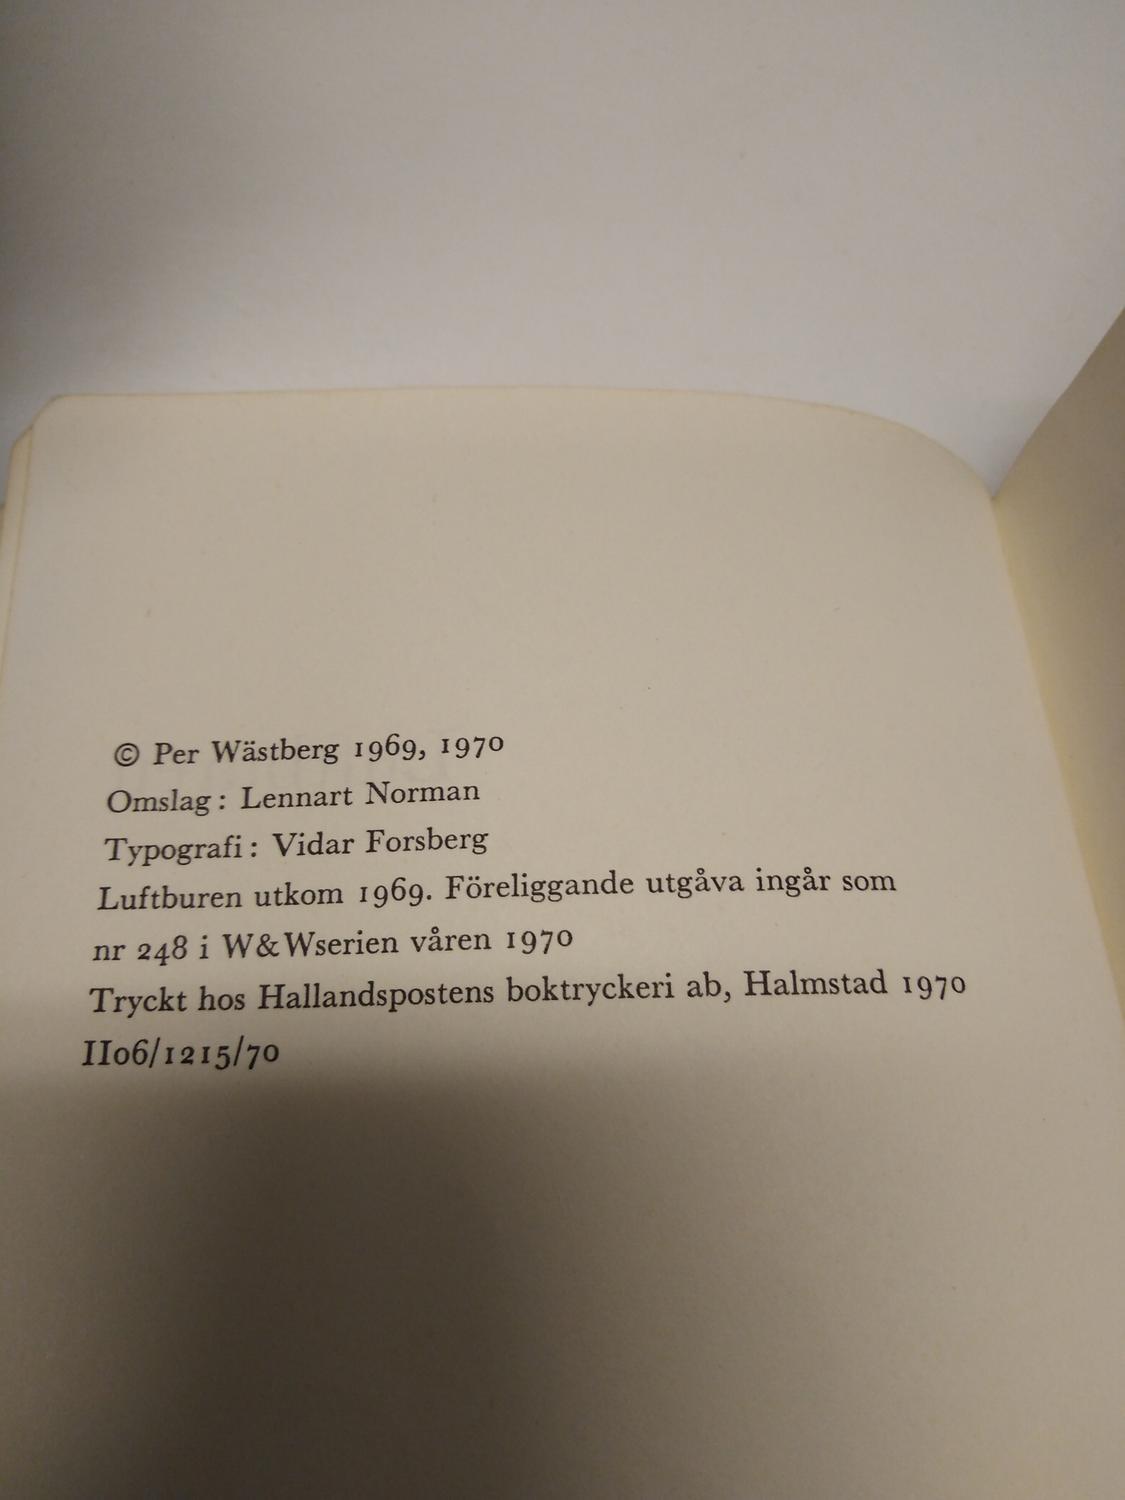 © Per Wästberg 1969, 1970
Omslag: Lennart Norman
Typografi: Vidar Forsberg
Luftburen utkom 1969. Föreliggande utgåva ingår som
nr 248 i W&Wserien våren 1970
Tryckt hos Hallandspostens boktryckeri ab, Halmstad 1970
II06/1215/70